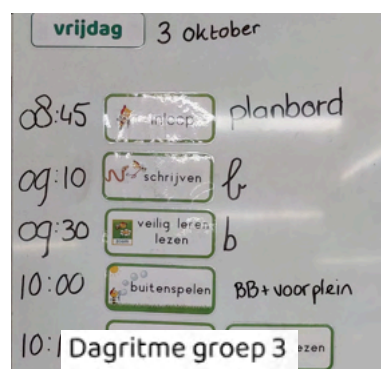 vrijdag 3 oktober
08:45 inloop planbord
09:10 schrijven b
09:30 veilig leren lezen b
10:00 buitenspelen BB+voorplein
10:
Dagritme groep 3